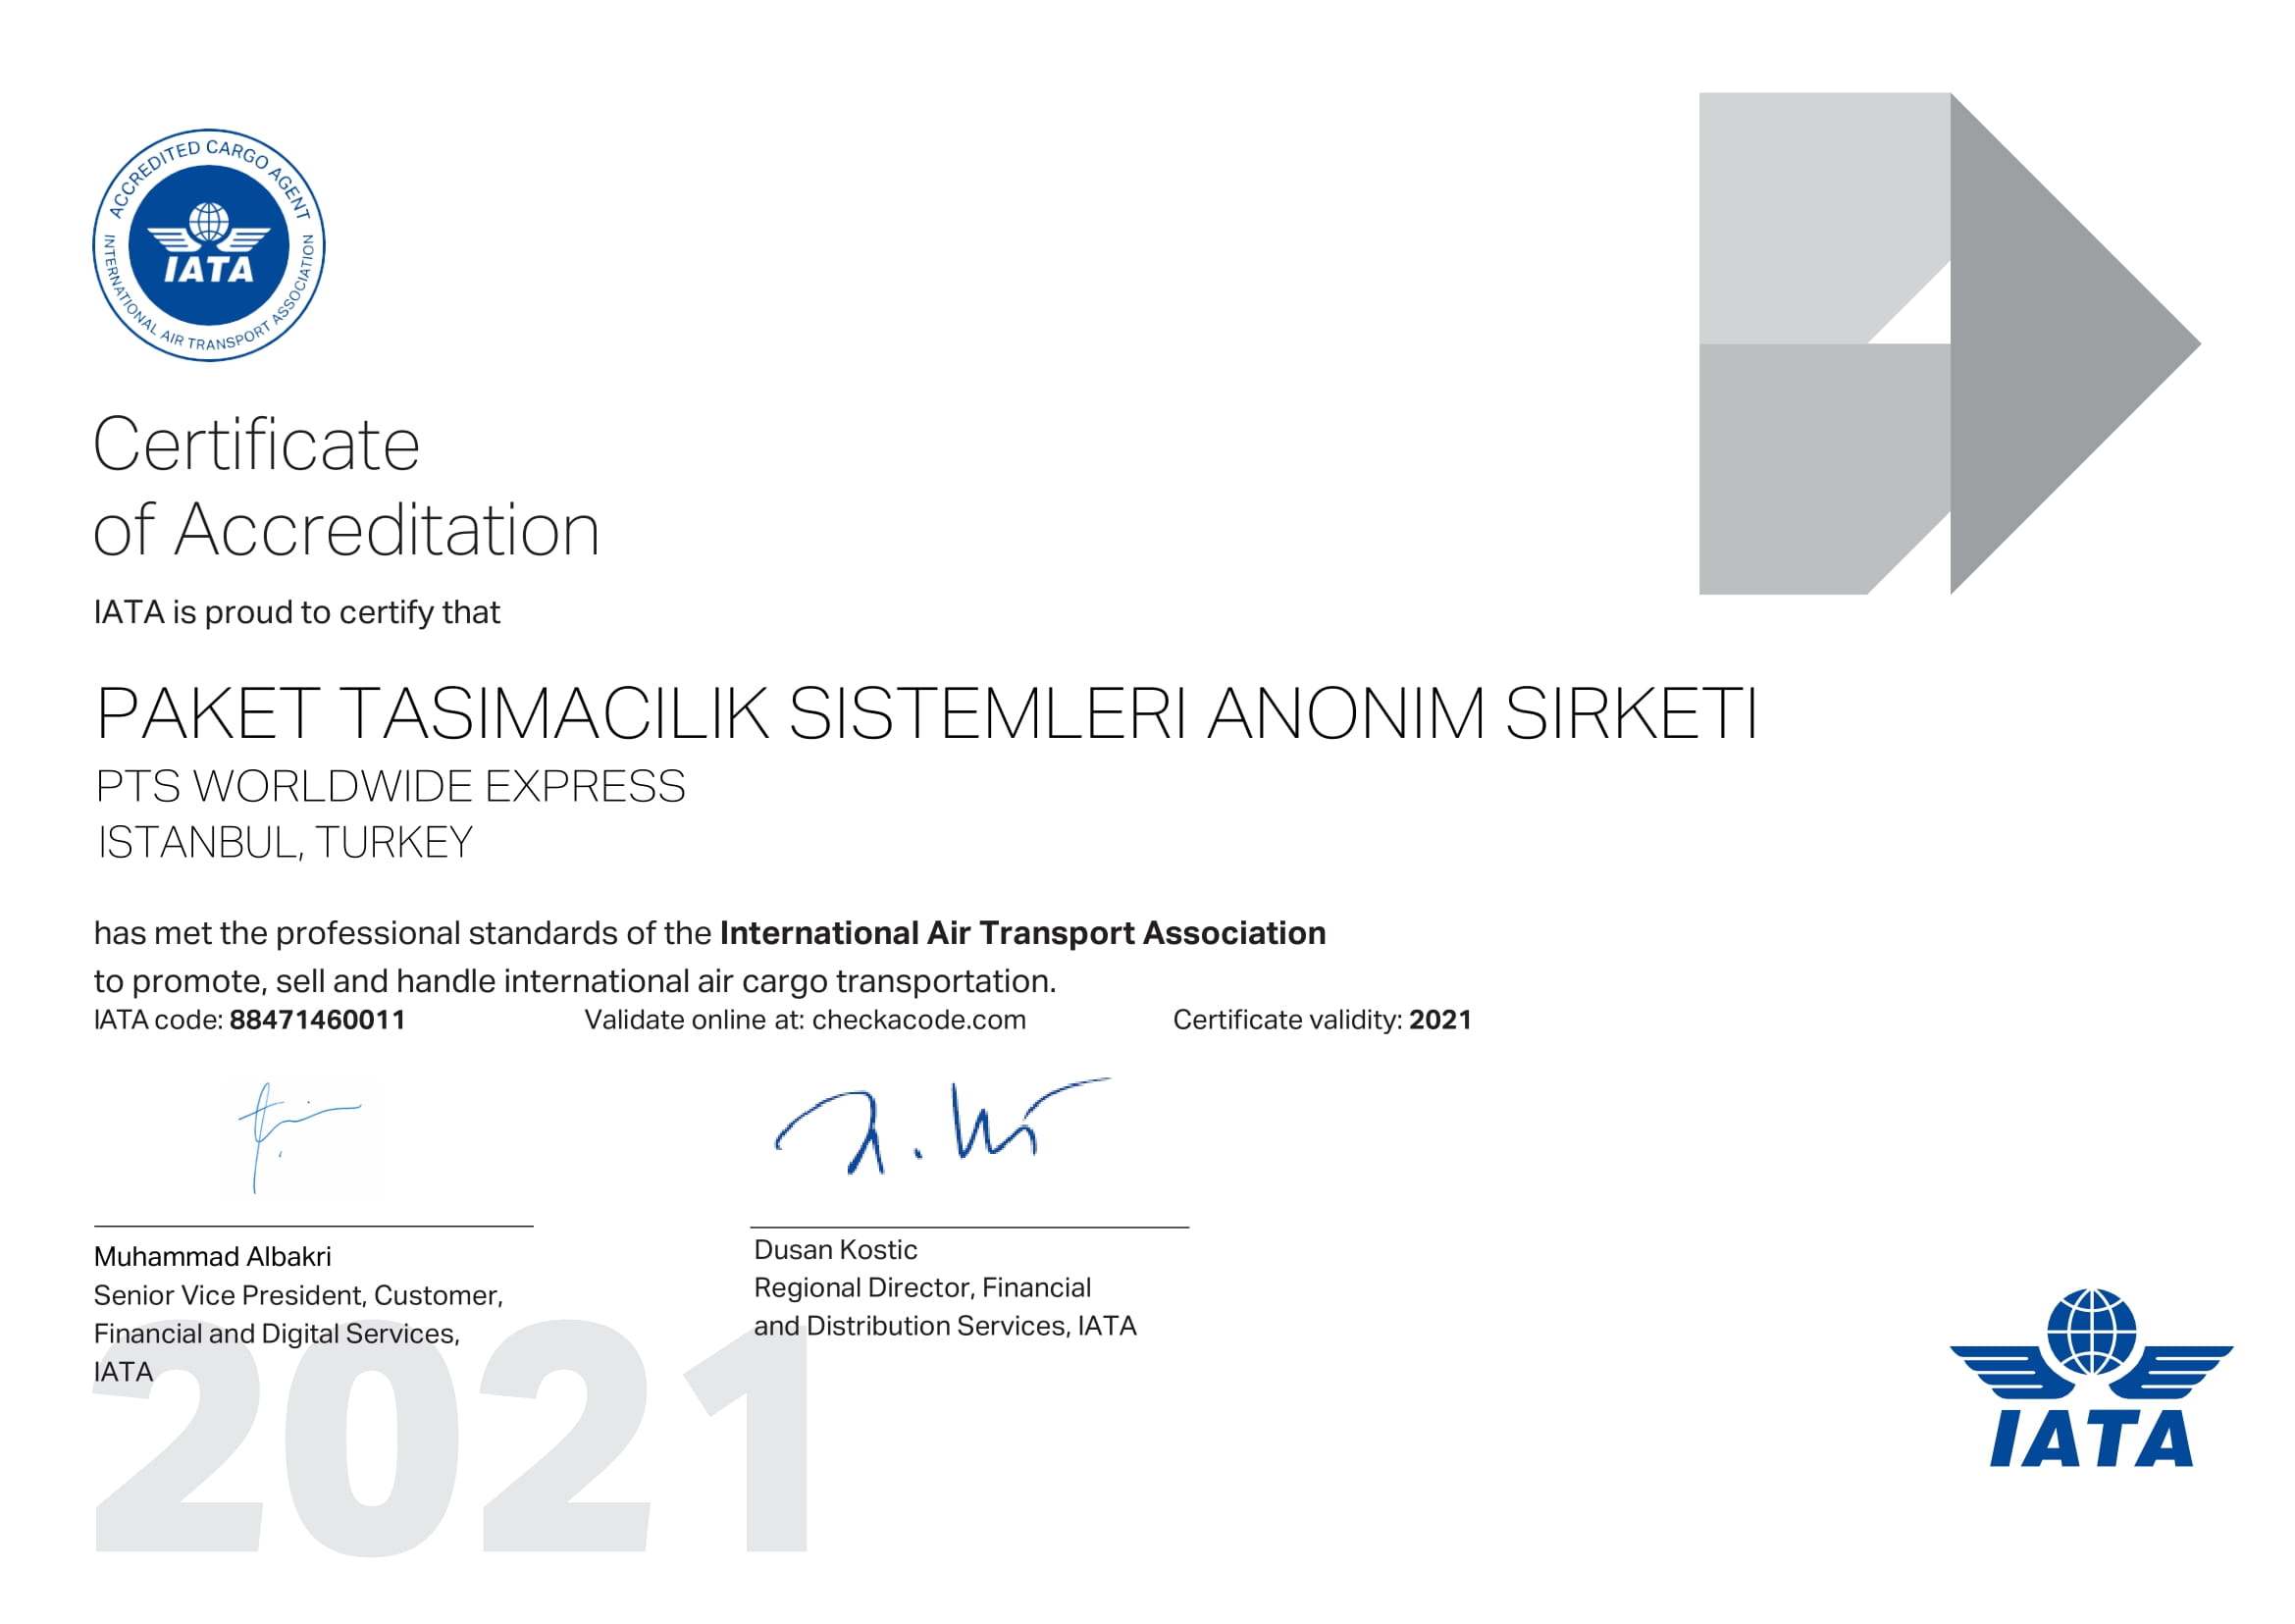 ACCREDITED CARGO AGENT
INTERNATIONAL AIR TRANSPORT ASSOCIATION
IATA
Certificate
of Accreditation
IATA is proud to certify that
PAKET TASIMACILIK SISTEMLERI ANONIM SIRKETI
PTS WORLDWIDE EXPRESS
ISTANBUL, TURKEY
has met the professional standards of the International Air Transport Association
to promote, sell and handle international air cargo transportation.
IATA code: 88471460011 Validate online at: checkacode.com Certificate validity: 2021
Muhammad Albakri
Senior Vice President, Customer,
Financial and Digital Services,
IATA
Dusan Kostic
Regional Director, Financial
and Distribution Services, IATA
2021
IATA